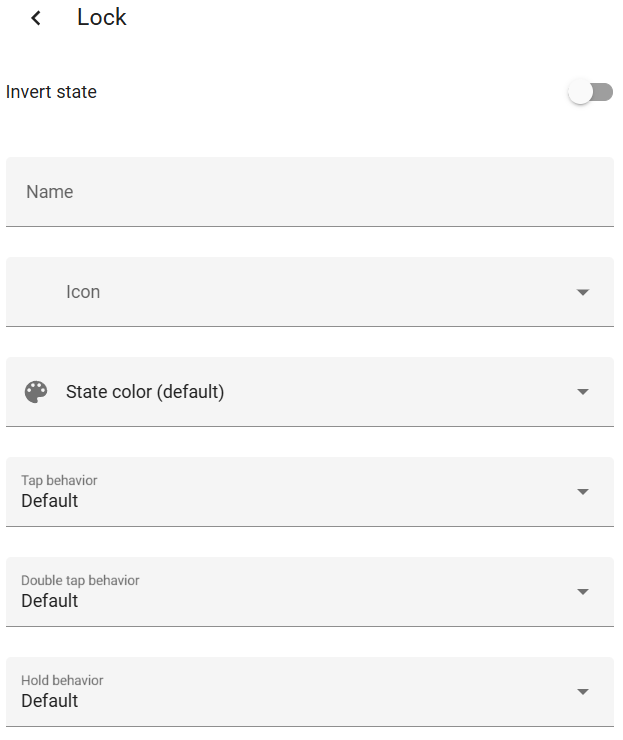 Lock
Invert state
Name
Icon
State color (default)
Tap behavior
Default
Double tap behavior
Default
Hold behavior
Default